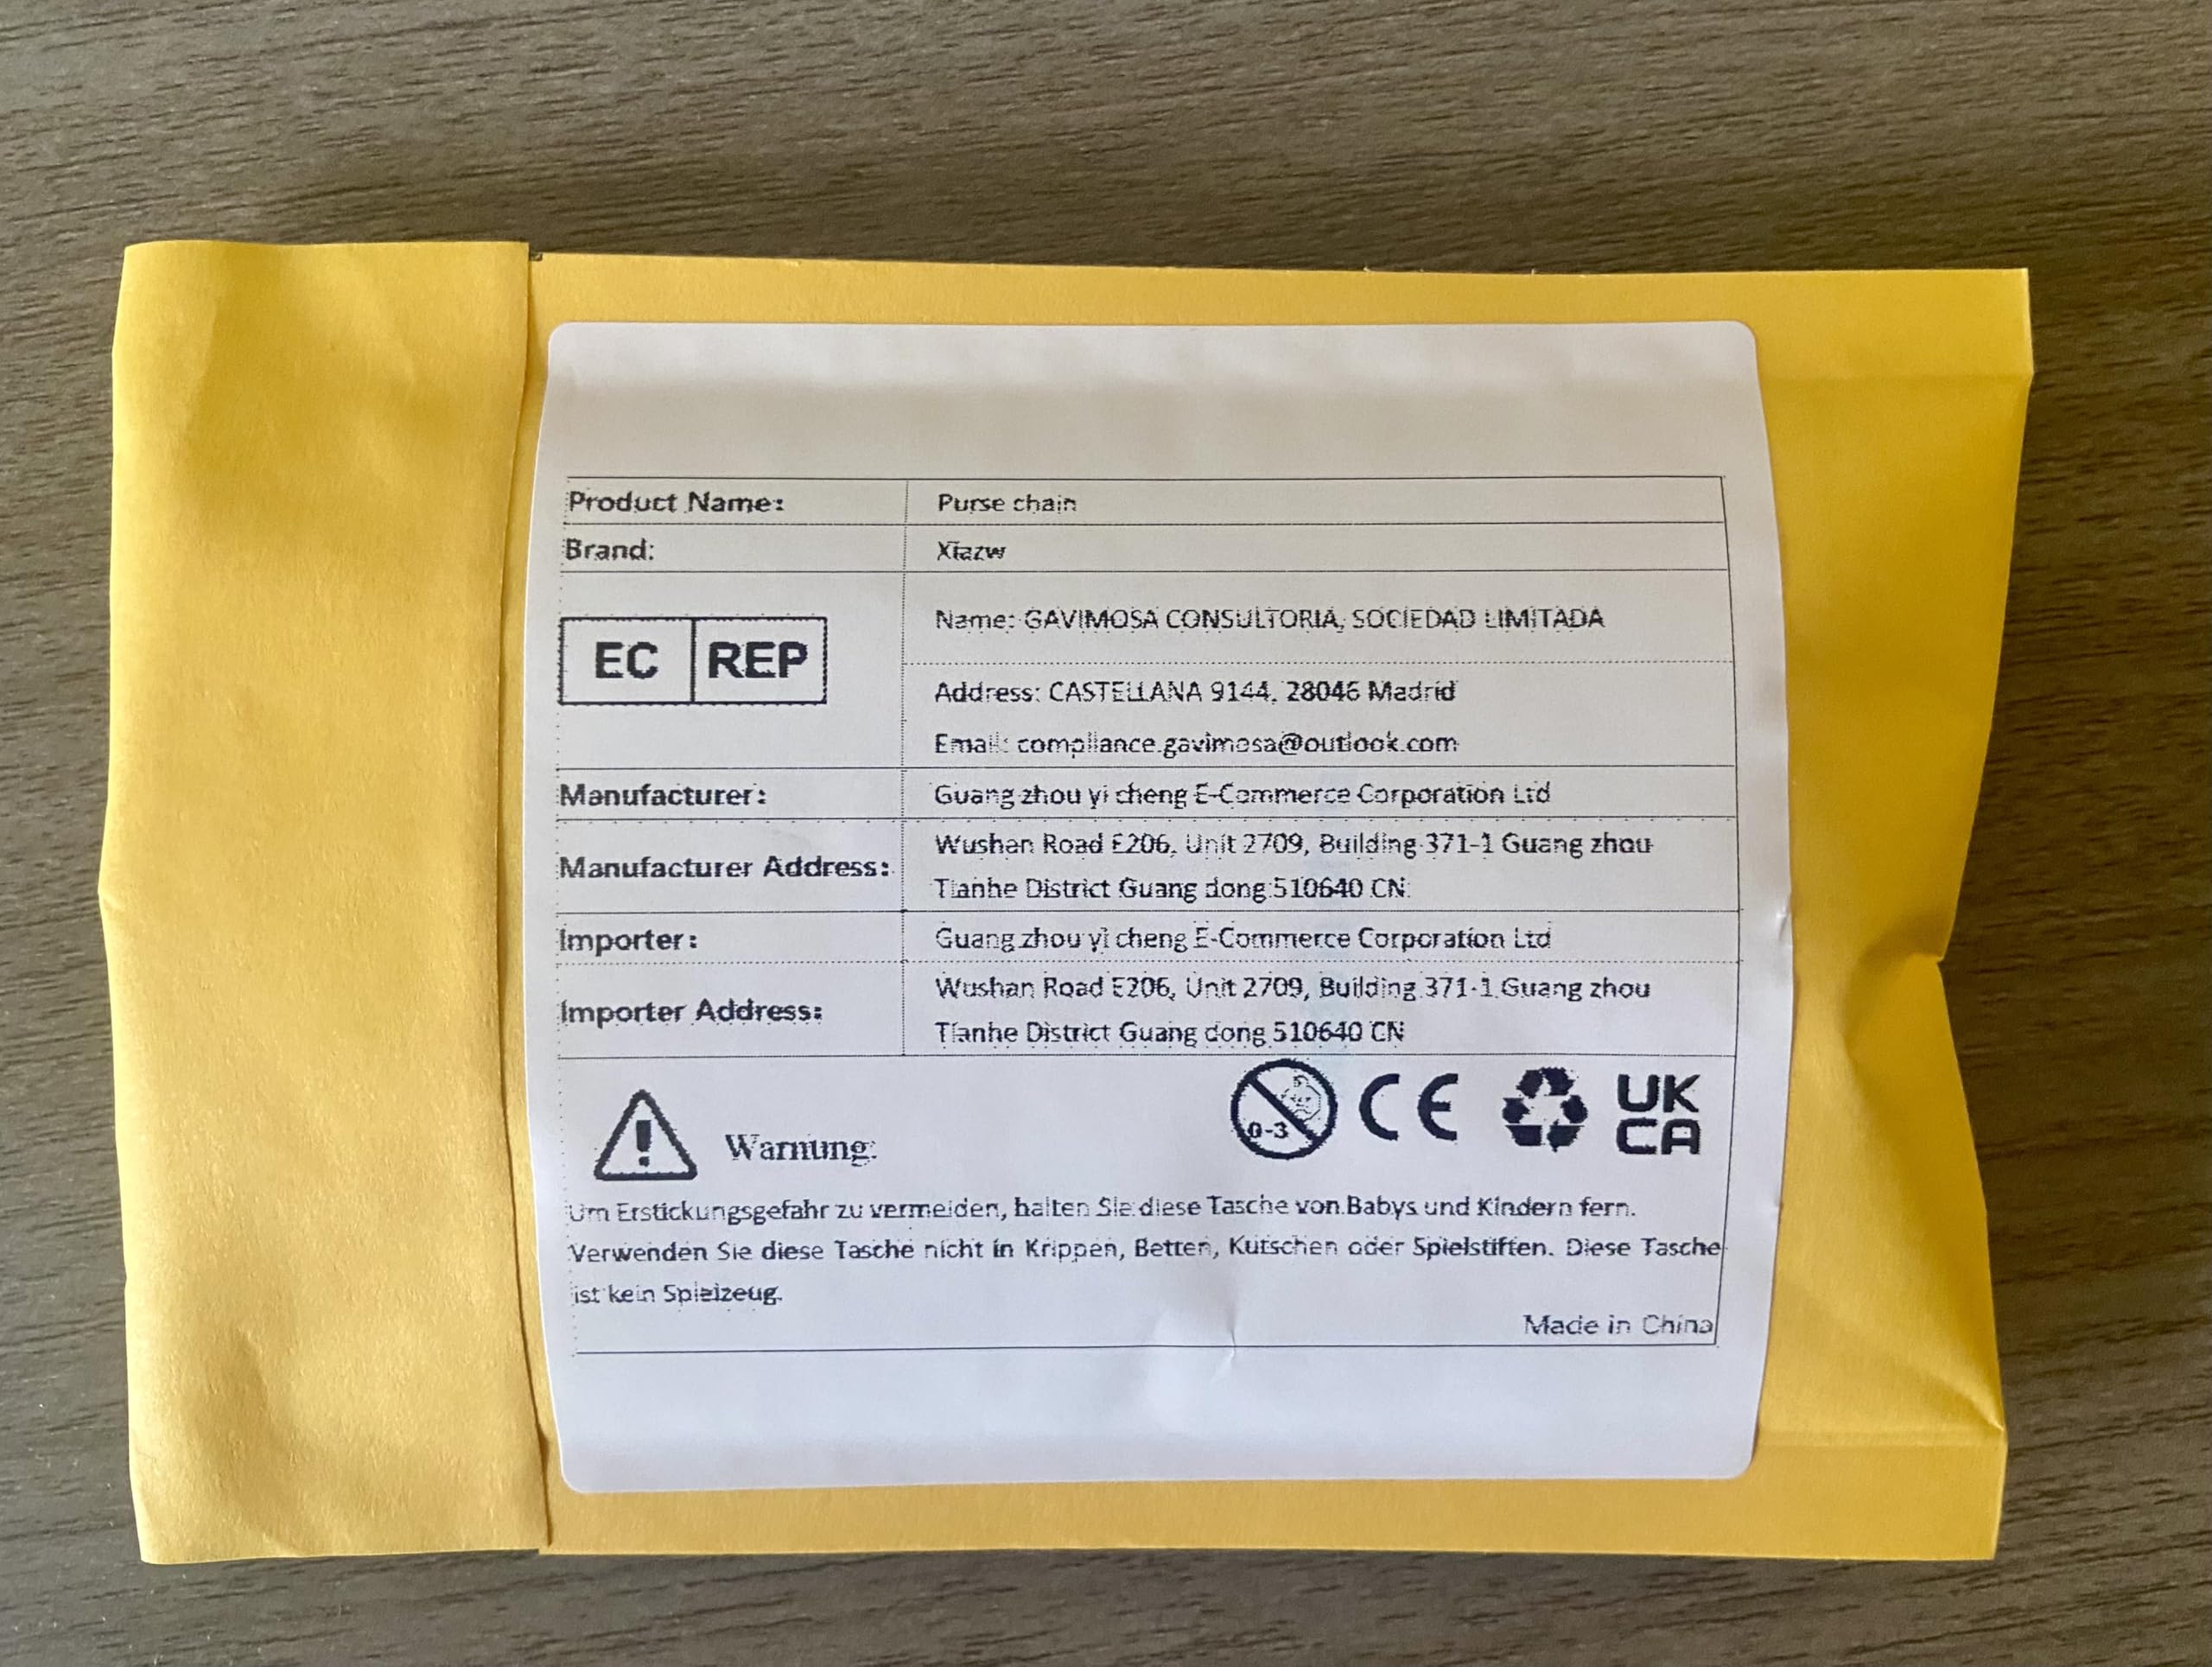 Product Name: Purse chain
Brand: Xiazw
EC REP
Name: GAVIMOSA CONSULTORIA, SOCIEDAD LIMITADA
Address: CASTELLANA 9144, 28046 Madrid
Email: compliance.gavimosa@outlook.com
Manufacturer: Guang zhou yi cheng E-Commerce Corporation Ltd
Manufacturer Address: Wushan Road E206, Unit 2709, Building 371-1 Guang zhou
Tianhe District Guang dong 510640 CN
Importer: Guang zhou yi cheng E-Commerce Corporation Ltd
Importer Address: Wushan Road E206, Unit 2709, Building 371-1 Guang zhou
Tianhe District Guang dong 510640 CN
0-3 CE UK
CA
Warnung:
Um Erstickungsgefahr zu vermeiden, halten Sie diese Tasche von Babys und Kindern fern.
Verwenden Sie diese Tasche nicht in Krippen, Betten, Kutschen oder Spielstiften. Diese Tasche
ist kein Spielzeug.
Made in China